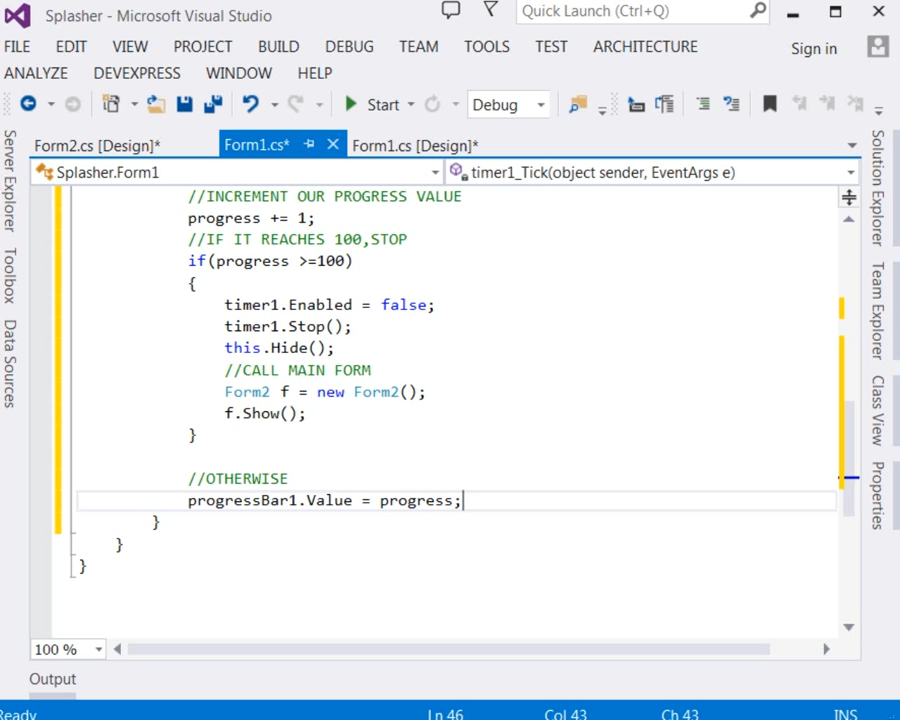 Splasher - Microsoft Visual Studio
Quick Launch (Ctrl+Q)
FILE EDIT VIEW PROJECT BUILD DEBUG TEAM TOOLS TEST ARCHITECTURE Sign in
ANALYZE DEVEXPRESS WINDOW HELP
Start Debug
Server Explorer
Toolbox
Data Sources
Form2.cs [Design]* Form1.cs* Form1.cs [Design]*
Splasher.Form1 timer1_Tick(object sender, EventArgs e)
//INCREMENT OUR PROGRESS VALUE
progress += 1;
//IF IT REACHES 100,STOP
if(progress >=100)
{
timer1.Enabled = false;
timer1.Stop();
this.Hide();
//CALL MAIN FORM
Form2 f = new Form2();
f.Show();
}
//OTHERWISE
progressBar1.Value = progress;
}
}
}
Solution Explorer
Team Explorer
Class View
Properties
100 %
Output
Ready Ln 46 Col 43 Ch 43 INS